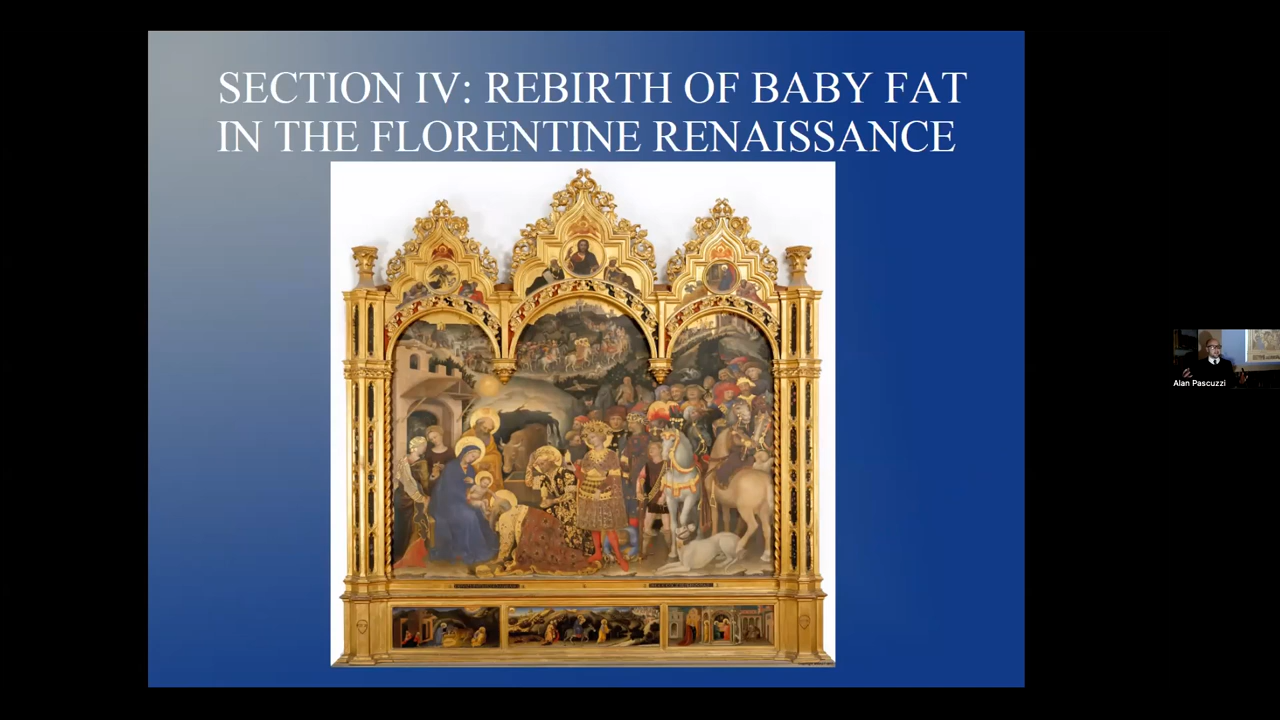 SECTION IV: REBIRTH OF BABY FAT
IN THE FLORENTINE RENAISSANCE
Alan Pascuzzi